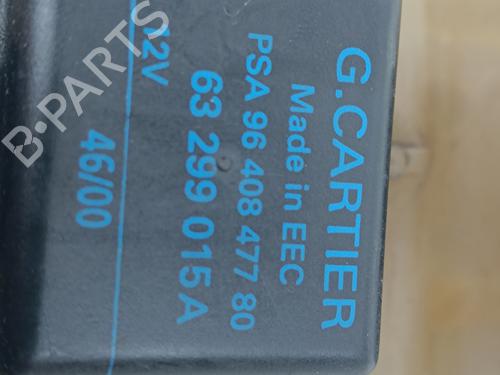 G.CARTIER
Made in EEC
PSA 96 408 477 80
63 299 015A
12V
46/00
B·PARTS